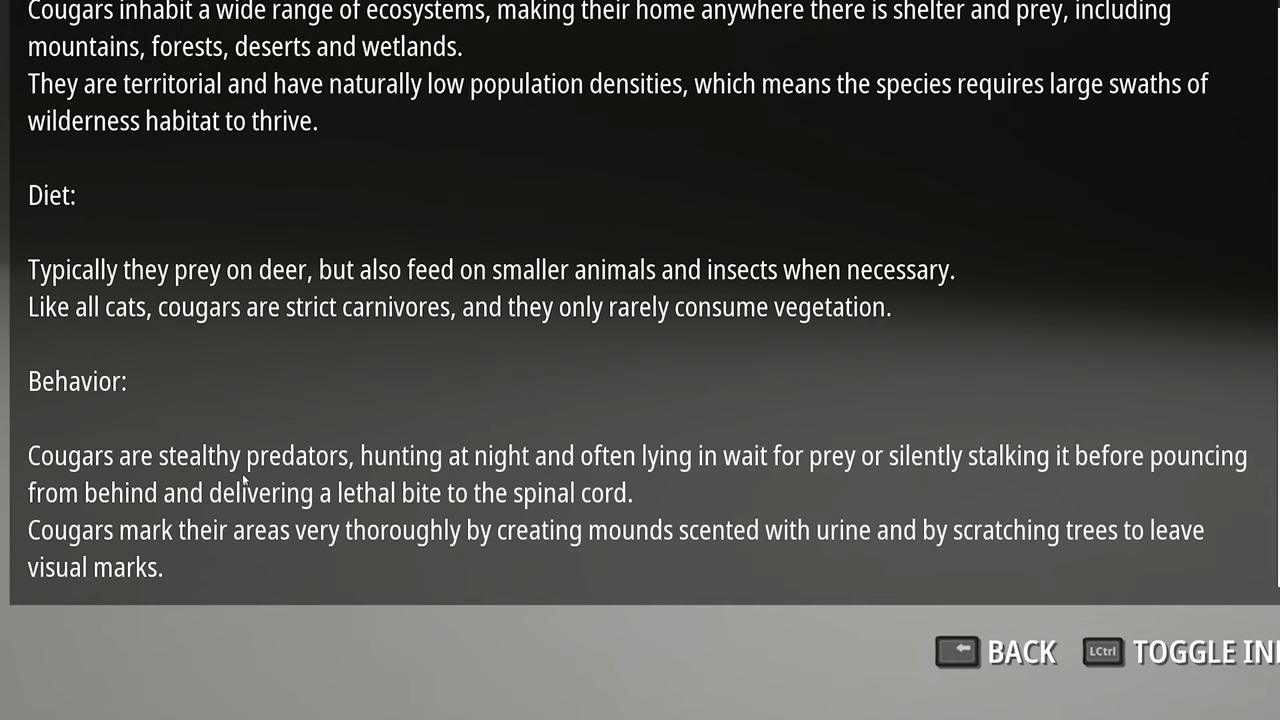 Cougars inhabit a wide range of ecosystems, making their home anywhere there is shelter and prey, including
mountains, forests, deserts and wetlands.
They are territorial and have naturally low population densities, which means the species requires large swaths of
wilderness habitat to thrive.
Diet:
Typically they prey on deer, but also feed on smaller animals and insects when necessary.
Like all cats, cougars are strict carnivores, and they only rarely consume vegetation.
Behavior:
Cougars are stealthy predators, hunting at night and often lying in wait for prey or silently stalking it before pouncing
from behind and delivering a lethal bite to the spinal cord.
Cougars mark their areas very thoroughly by creating mounds scented with urine and by scratching trees to leave
visual marks.
BACK LCtrl TOGGLE